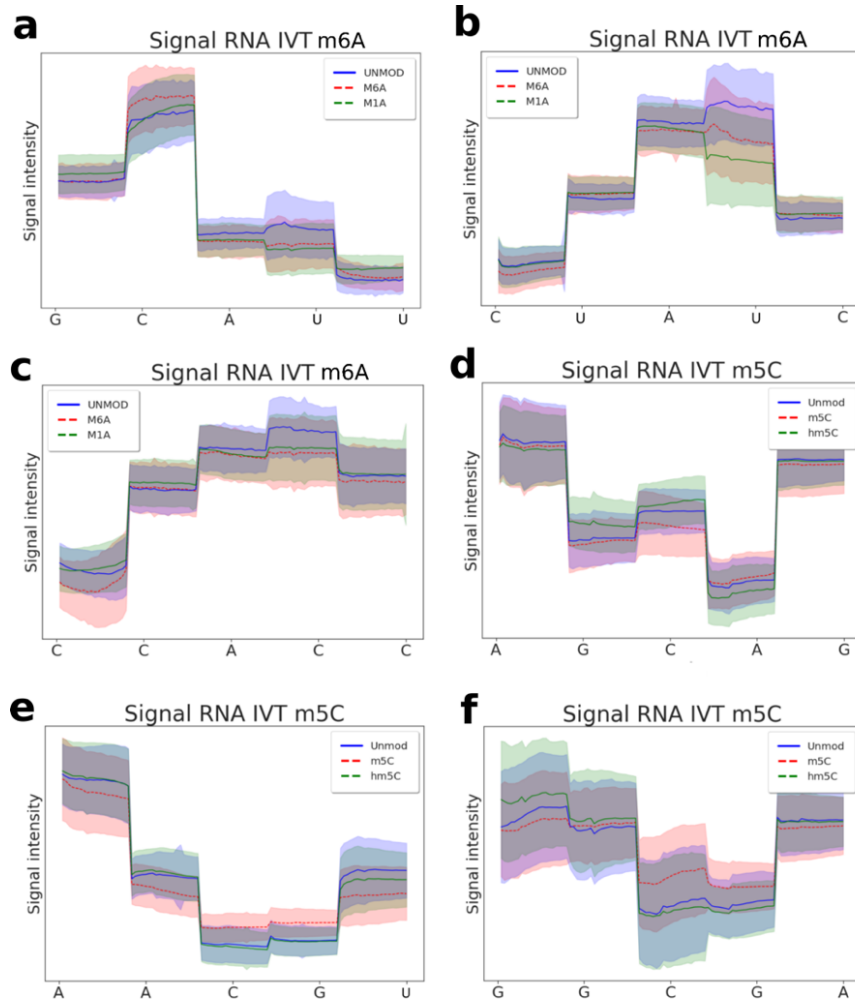 a
Signal RNA IVT m6A
UNMOD
M6A
M1A
Signal intensity
G C A U U
b
Signal RNA IVT m6A
UNMOD
M6A
M1A
Signal intensity
C U A U C
c
Signal RNA IVT m6A
UNMOD
M6A
M1A
Signal intensity
C C A C C
d
Signal RNA IVT m5C
Unmod
m5C
hm5C
Signal intensity
A G C A G
e
Signal RNA IVT m5C
Unmod
m5C
hm5C
Signal intensity
A A C G U
f
Signal RNA IVT m5C
Unmod
m5C
hm5C
Signal intensity
G G C G A